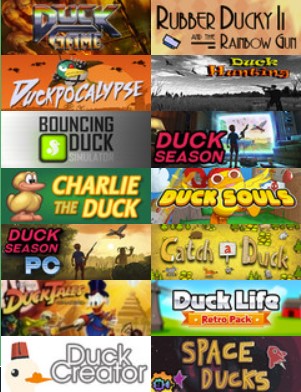 DUCK
GAME
RUBBER DUCKY II
AND THE
RAINBOW GUN
DUCKPOCALYPSE
Duck
Hunting
BOUNCING
DUCK
SIMULATOR
DUCK
SEASON
CHARLIE
THE DUCK
DUCK SOULS
DUCK
SEASON
PC
Catch a Duck
DUCKTALES
Duck Life
Retro Pack
Duck
Creator
SPACE
DUCKS